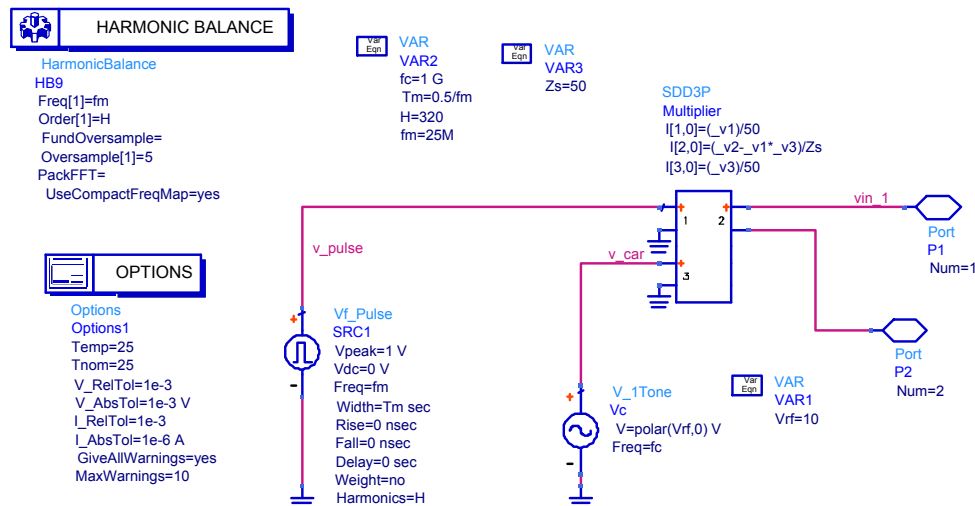 HARMONIC BALANCE
HarmonicBalance
HB9
Freq[1]=fm
Order[1]=H
FundOversample=
Oversample[1]=5
PackFFT=
UseCompactFreqMap=yes
Var
Eqn
VAR
VAR2
fc=1 G
Tm=0.5/fm
H=320
fm=25M
Var
Eqn
VAR
VAR3
Zs=50
SDD3P
Multiplier
I[1,0]=(_v1)/50
I[2,0]=(_v2-_v1*_v3)/Zs
I[3,0]=(_v3)/50
1
2
3
vin_1
Port
P1
Num=1
v_pulse
v_car
OPTIONS
Options
Options1
Temp=25
Tnom=25
V_RelTol=1e-3
V_AbsTol=1e-3 V
I_RelTol=1e-3
I_AbsTol=1e-6 A
GiveAllWarnings=yes
MaxWarnings=10
Vf_Pulse
SRC1
Vpeak=1 V
Vdc=0 V
Freq=fm
Width=Tm sec
Rise=0 nsec
Fall=0 nsec
Delay=0 sec
Weight=no
Harmonics=H
V_1Tone
Vc
V=polar(Vrf,0) V
Freq=fc
Var
Eqn
VAR
VAR1
Vrf=10
Port
P2
Num=2